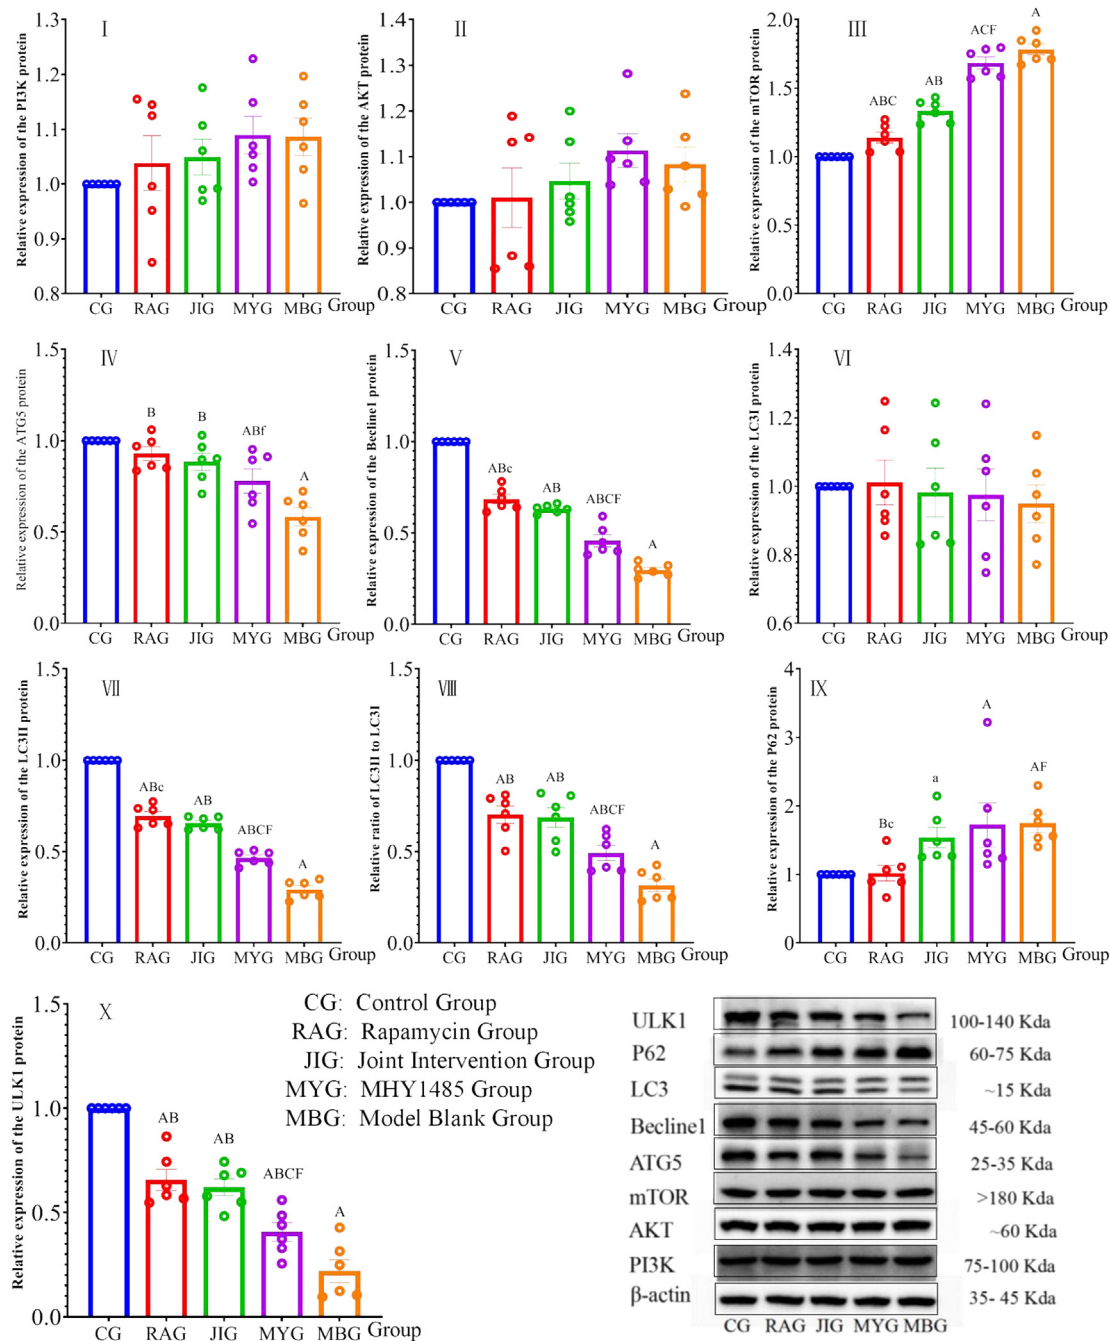 I
Relative expression of the PI3K protein
1.3
1.2
1.1
1.0
0.9
0.8
CG RAG JIG MYG MBG Group
II
Relative expression of the AKT protein
1.4
1.3
1.2
1.1
1.0
0.9
0.8
CG RAG JIG MYG MBG Group
III
Relative expression of the mTOR protein
2.0
1.5
1.0
0.5
0.0
ABC AB ACF A
CG RAG JIG MYG MBG Group
IV
Relative expression of the ATG5 protein
1.5
1.0
0.5
0.0
B B ABf A
CG RAG JIG MYG MBG Group
V
Relative expression of the Becline1 protein
1.5
1.0
0.5
0.0
ABc AB ABCF A
CG RAG JIG MYG MBG Group
VI
Relative expression of the LC3I protein
1.4
1.2
1.0
0.8
0.6
CG RAG JIG MYG MBG Group
VII
Relative expression of the LC3II protein
1.5
1.0
0.5
0.0
ABc AB ABCF A
CG RAG JIG MYG MBG Group
VIII
Relative ratio of LC3II to LC3I
1.5
1.0
0.5
0.0
AB AB ABCF A
CG RAG JIG MYG MBG Group
IX
Relative expression of the P62 protein
4
3
2
1
0
Bc a A AF
CG RAG JIG MYG MBG Group
X
Relative expression of the ULK1 protein
1.5
1.0
0.5
0.0
AB AB ABCF A
CG RAG JIG MYG MBG Group
CG: Control Group
RAG: Rapamycin Group
JIG: Joint Intervention Group
MYG: MHY1485 Group
MBG: Model Blank Group
ULK1 100-140 Kda
P62 60-75 Kda
LC3 ~15 Kda
Becline1 45-60 Kda
ATG5 25-35 Kda
mTOR >180 Kda
AKT ~60 Kda
PI3K 75-100 Kda
β-actin 35- 45 Kda
CG RAG JIG MYG MBG